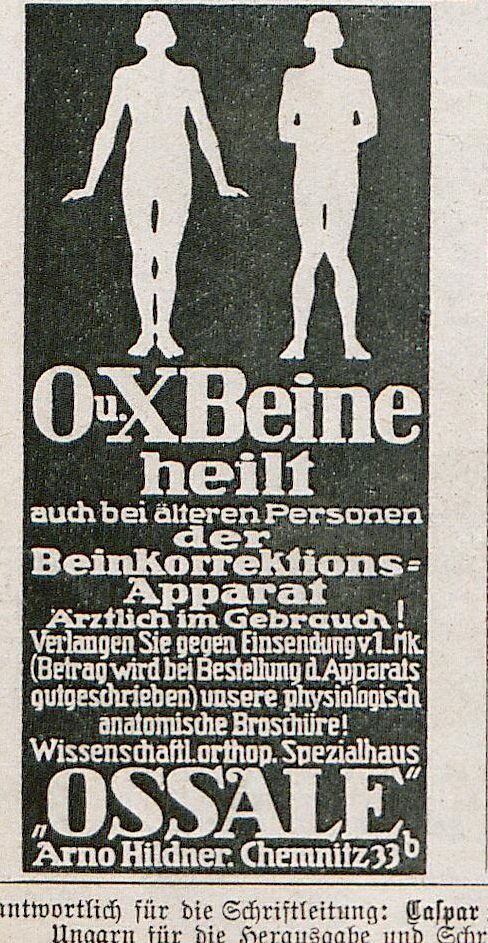 O u. X Beine
heilt
auch bei älteren Personen
der
Beinkorrektions=
Apparat
Ärztlich im Gebrauch!
Verlangen Sie gegen Einsendung v. 1.- Mk.
(Betrag wird bei Bestellung d. Apparats
gutgeschrieben) unsere physiologisch
anatomische Broschüre!
Wissenschaftl. orthop. Spezialhaus
„OSSALE"
Arno Hildner. Chemnitz 33 b
antwortlich für die Schriftleitung: Caspar
Ungarn für die Herausgabe und Schr